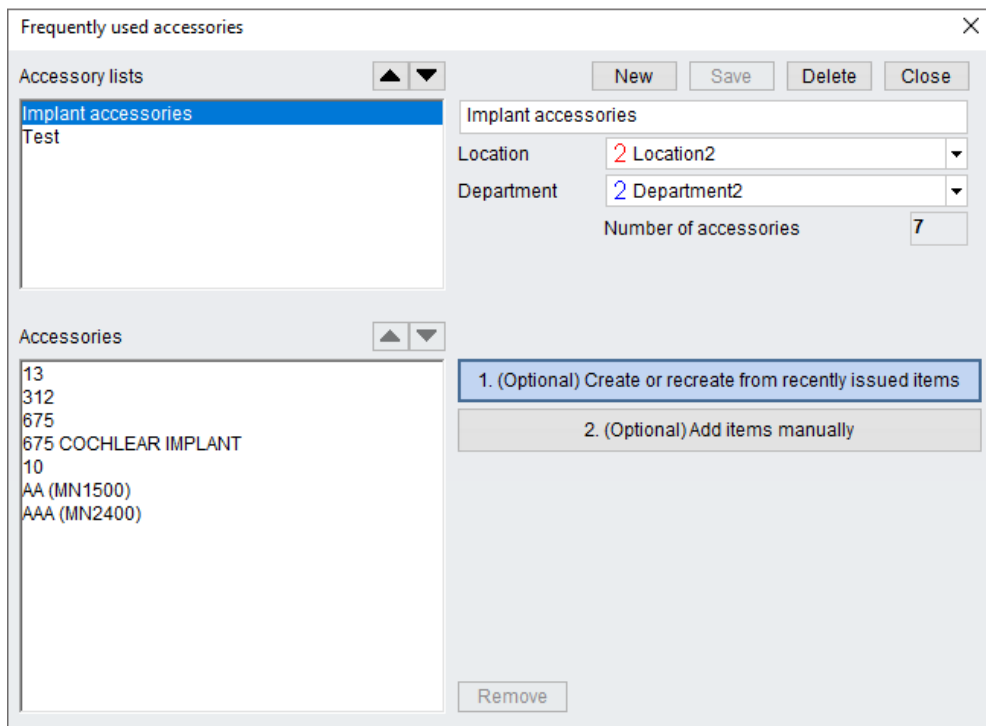 Frequently used accessories
Accessory lists
New Save Delete Close
Implant accessories
Test
Implant accessories
Location 2 Location2
Department 2 Department2
Number of accessories 7
Accessories
13
312
675
675 COCHLEAR IMPLANT
10
AA (MN1500)
AAA (MN2400)
1. (Optional) Create or recreate from recently issued items
2. (Optional) Add items manually
Remove